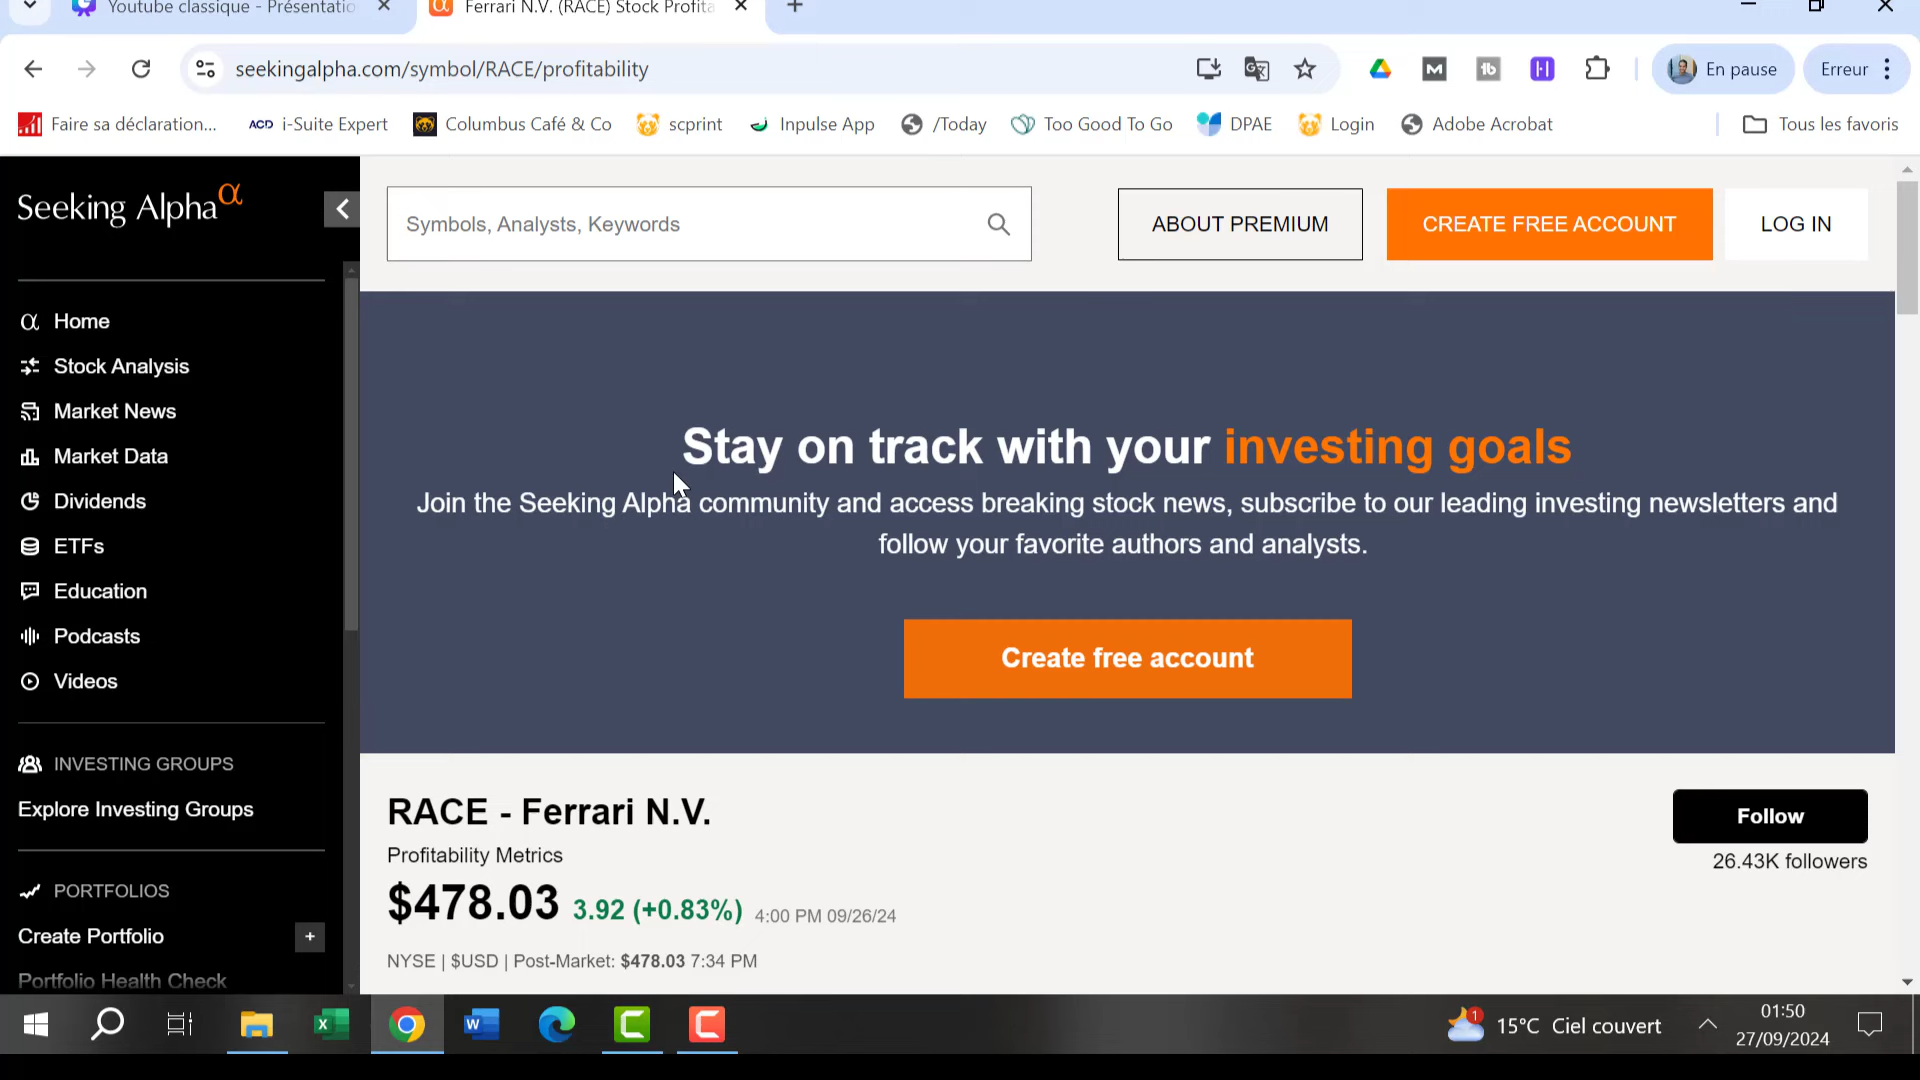 Youtube classique - Présentatio
Ferrari N.V. (RACE) Stock Profita
seekingalpha.com/symbol/RACE/profitability
En pause
Erreur
Faire sa déclaration...
ACD i-Suite Expert
Columbus Café & Co
scprint
Inpulse App
/Today
Too Good To Go
DPAE
Login
Adobe Acrobat
Tous les favoris
Seeking Alpha α
Symbols, Analysts, Keywords
ABOUT PREMIUM
CREATE FREE ACCOUNT
LOG IN
Home
Stock Analysis
Market News
Market Data
Dividends
ETFs
Education
Podcasts
Videos
INVESTING GROUPS
Explore Investing Groups
PORTFOLIOS
Create Portfolio
+
Portfolio Health Check
Stay on track with your investing goals
Join the Seeking Alpha community and access breaking stock news, subscribe to our leading investing newsletters and
follow your favorite authors and analysts.
Create free account
RACE - Ferrari N.V.
Profitability Metrics
$478.03 3.92 (+0.83%) 4:00 PM 09/26/24
NYSE | $USD | Post-Market: $478.03 7:34 PM
Follow
26.43K followers
1
15°C Ciel couvert
01:50
27/09/2024